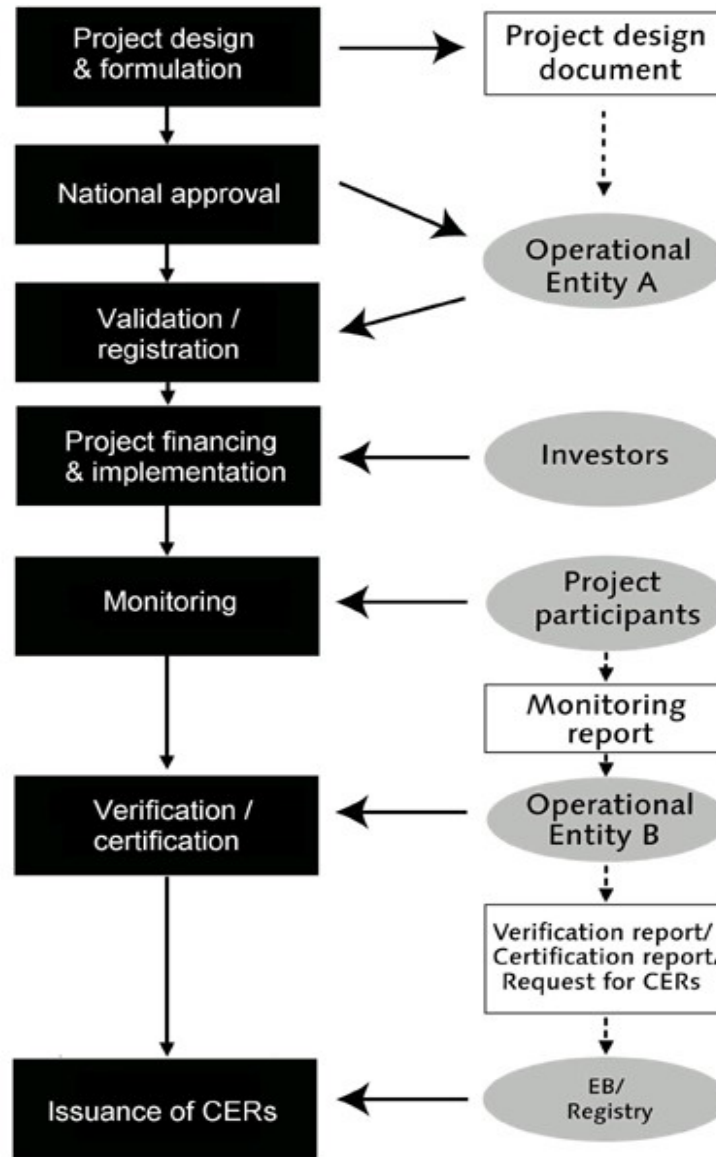 Project design
& formulation
Project design
document
National approval
Operational
Entity A
Validation /
registration
Project financing
& implementation
Investors
Monitoring
Project
participants
Monitoring
report
Verification /
certification
Operational
Entity B
Verification report/
Certification report/
Request for CERs
Issuance of CERs
EB/
Registry